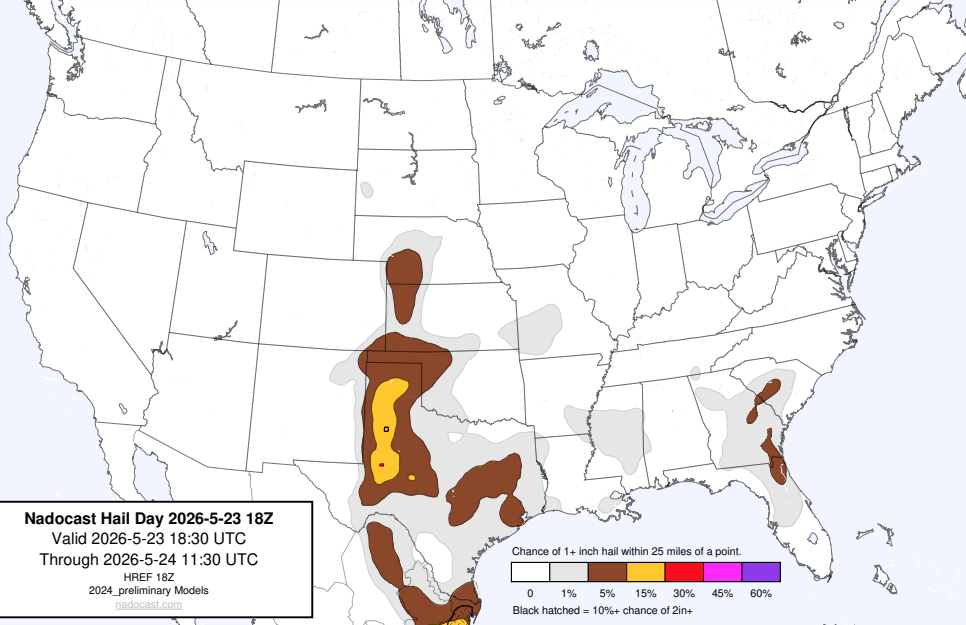 Nadocast Hail Day 2026-5-23 18Z
Valid 2026-5-23 18:30 UTC
Through 2026-5-24 11:30 UTC
HREF 18Z
2024_preliminary Models
nadocast.com
Chance of 1+ inch hail within 25 miles of a point.
0 1% 5% 15% 30% 45% 60%
Black hatched = 10%+ chance of 2in+